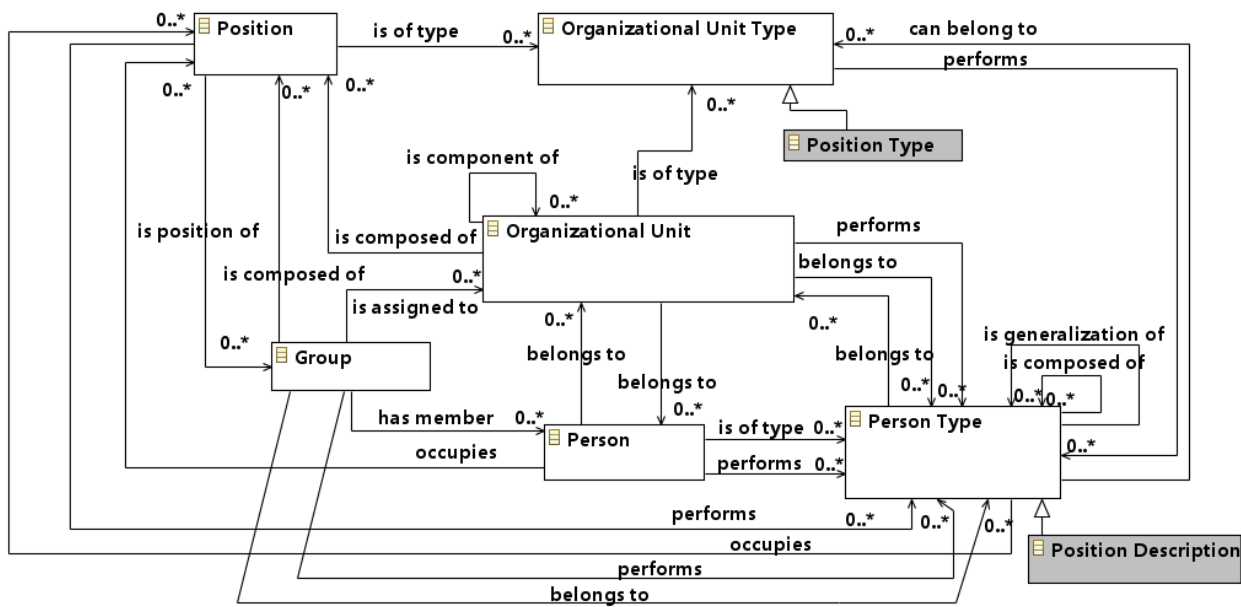 0..*
Position
is of type
0..*
Organizational Unit Type
0..*
can belong to
performs
0..*
0..*
0..*
0..*
Position Type
is component of
is of type
0..*
Organizational Unit
performs
is position of
is composed of
belongs to
is composed of
0..*
is assigned to
0..*
0..*
is generalization of
0..*
Group
belongs to
belongs to
is composed of
0..*
0..*
0..*
0..*
has member
0..*
0..*
Person Type
Person
is of type
0..*
occupies
performs
0..*
0..*
performs
0..*
0..*
0..*
occupies
Position Description
performs
belongs to